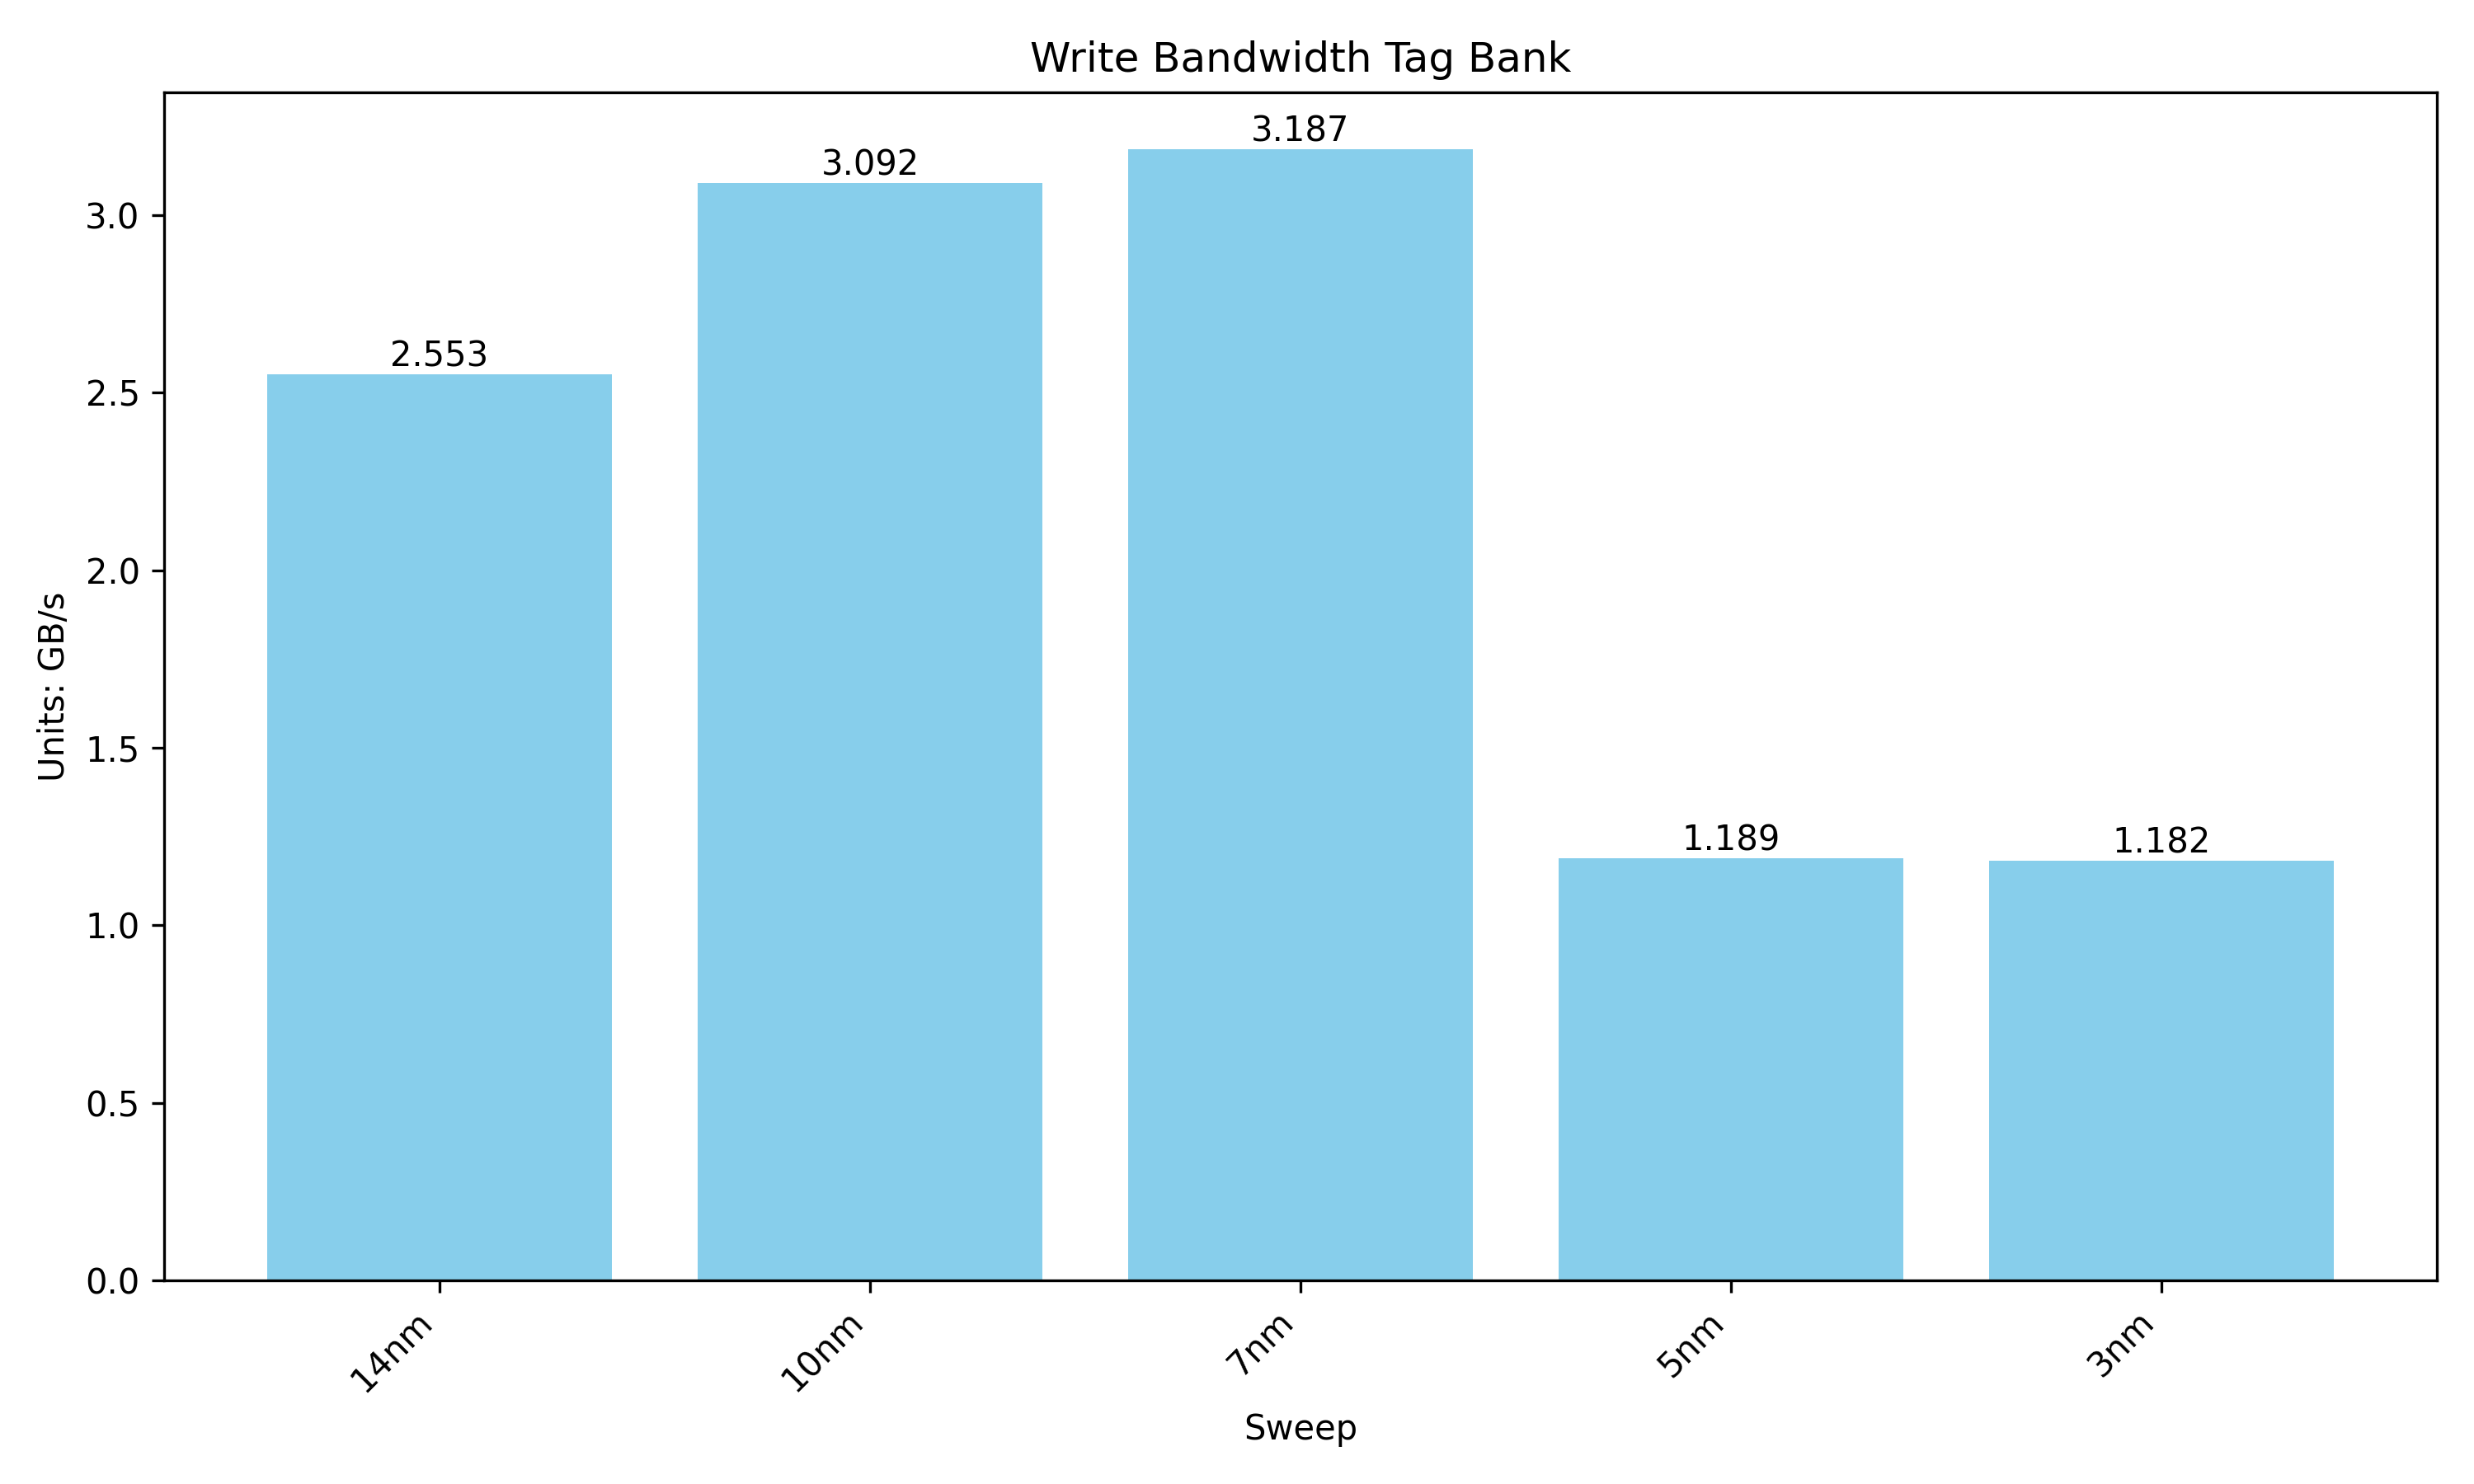 Write Bandwidth Tag Bank
3.187
3.092
2.553
1.189
1.182
3.0
2.5
2.0
1.5
1.0
0.5
0.0
Units: GB/s
14nm
10nm
7nm
5nm
3nm
Sweep